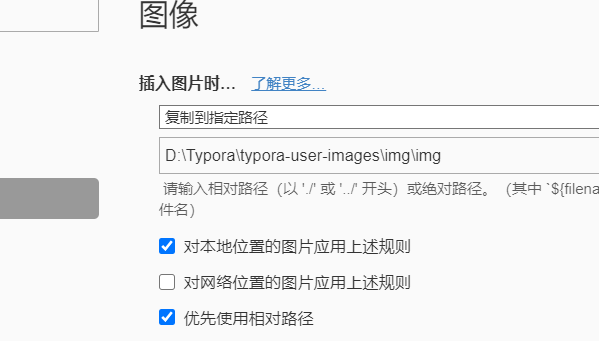 图像
插入图片时... 了解更多...
复制到指定路径
D:\Typora\typora-user-images\img\img
请输入相对路径（以 './' 或 '../' 开头）或绝对路径。（其中 `${filena
件名）
对本地位置的图片应用上述规则
对网络位置的图片应用上述规则
优先使用相对路径